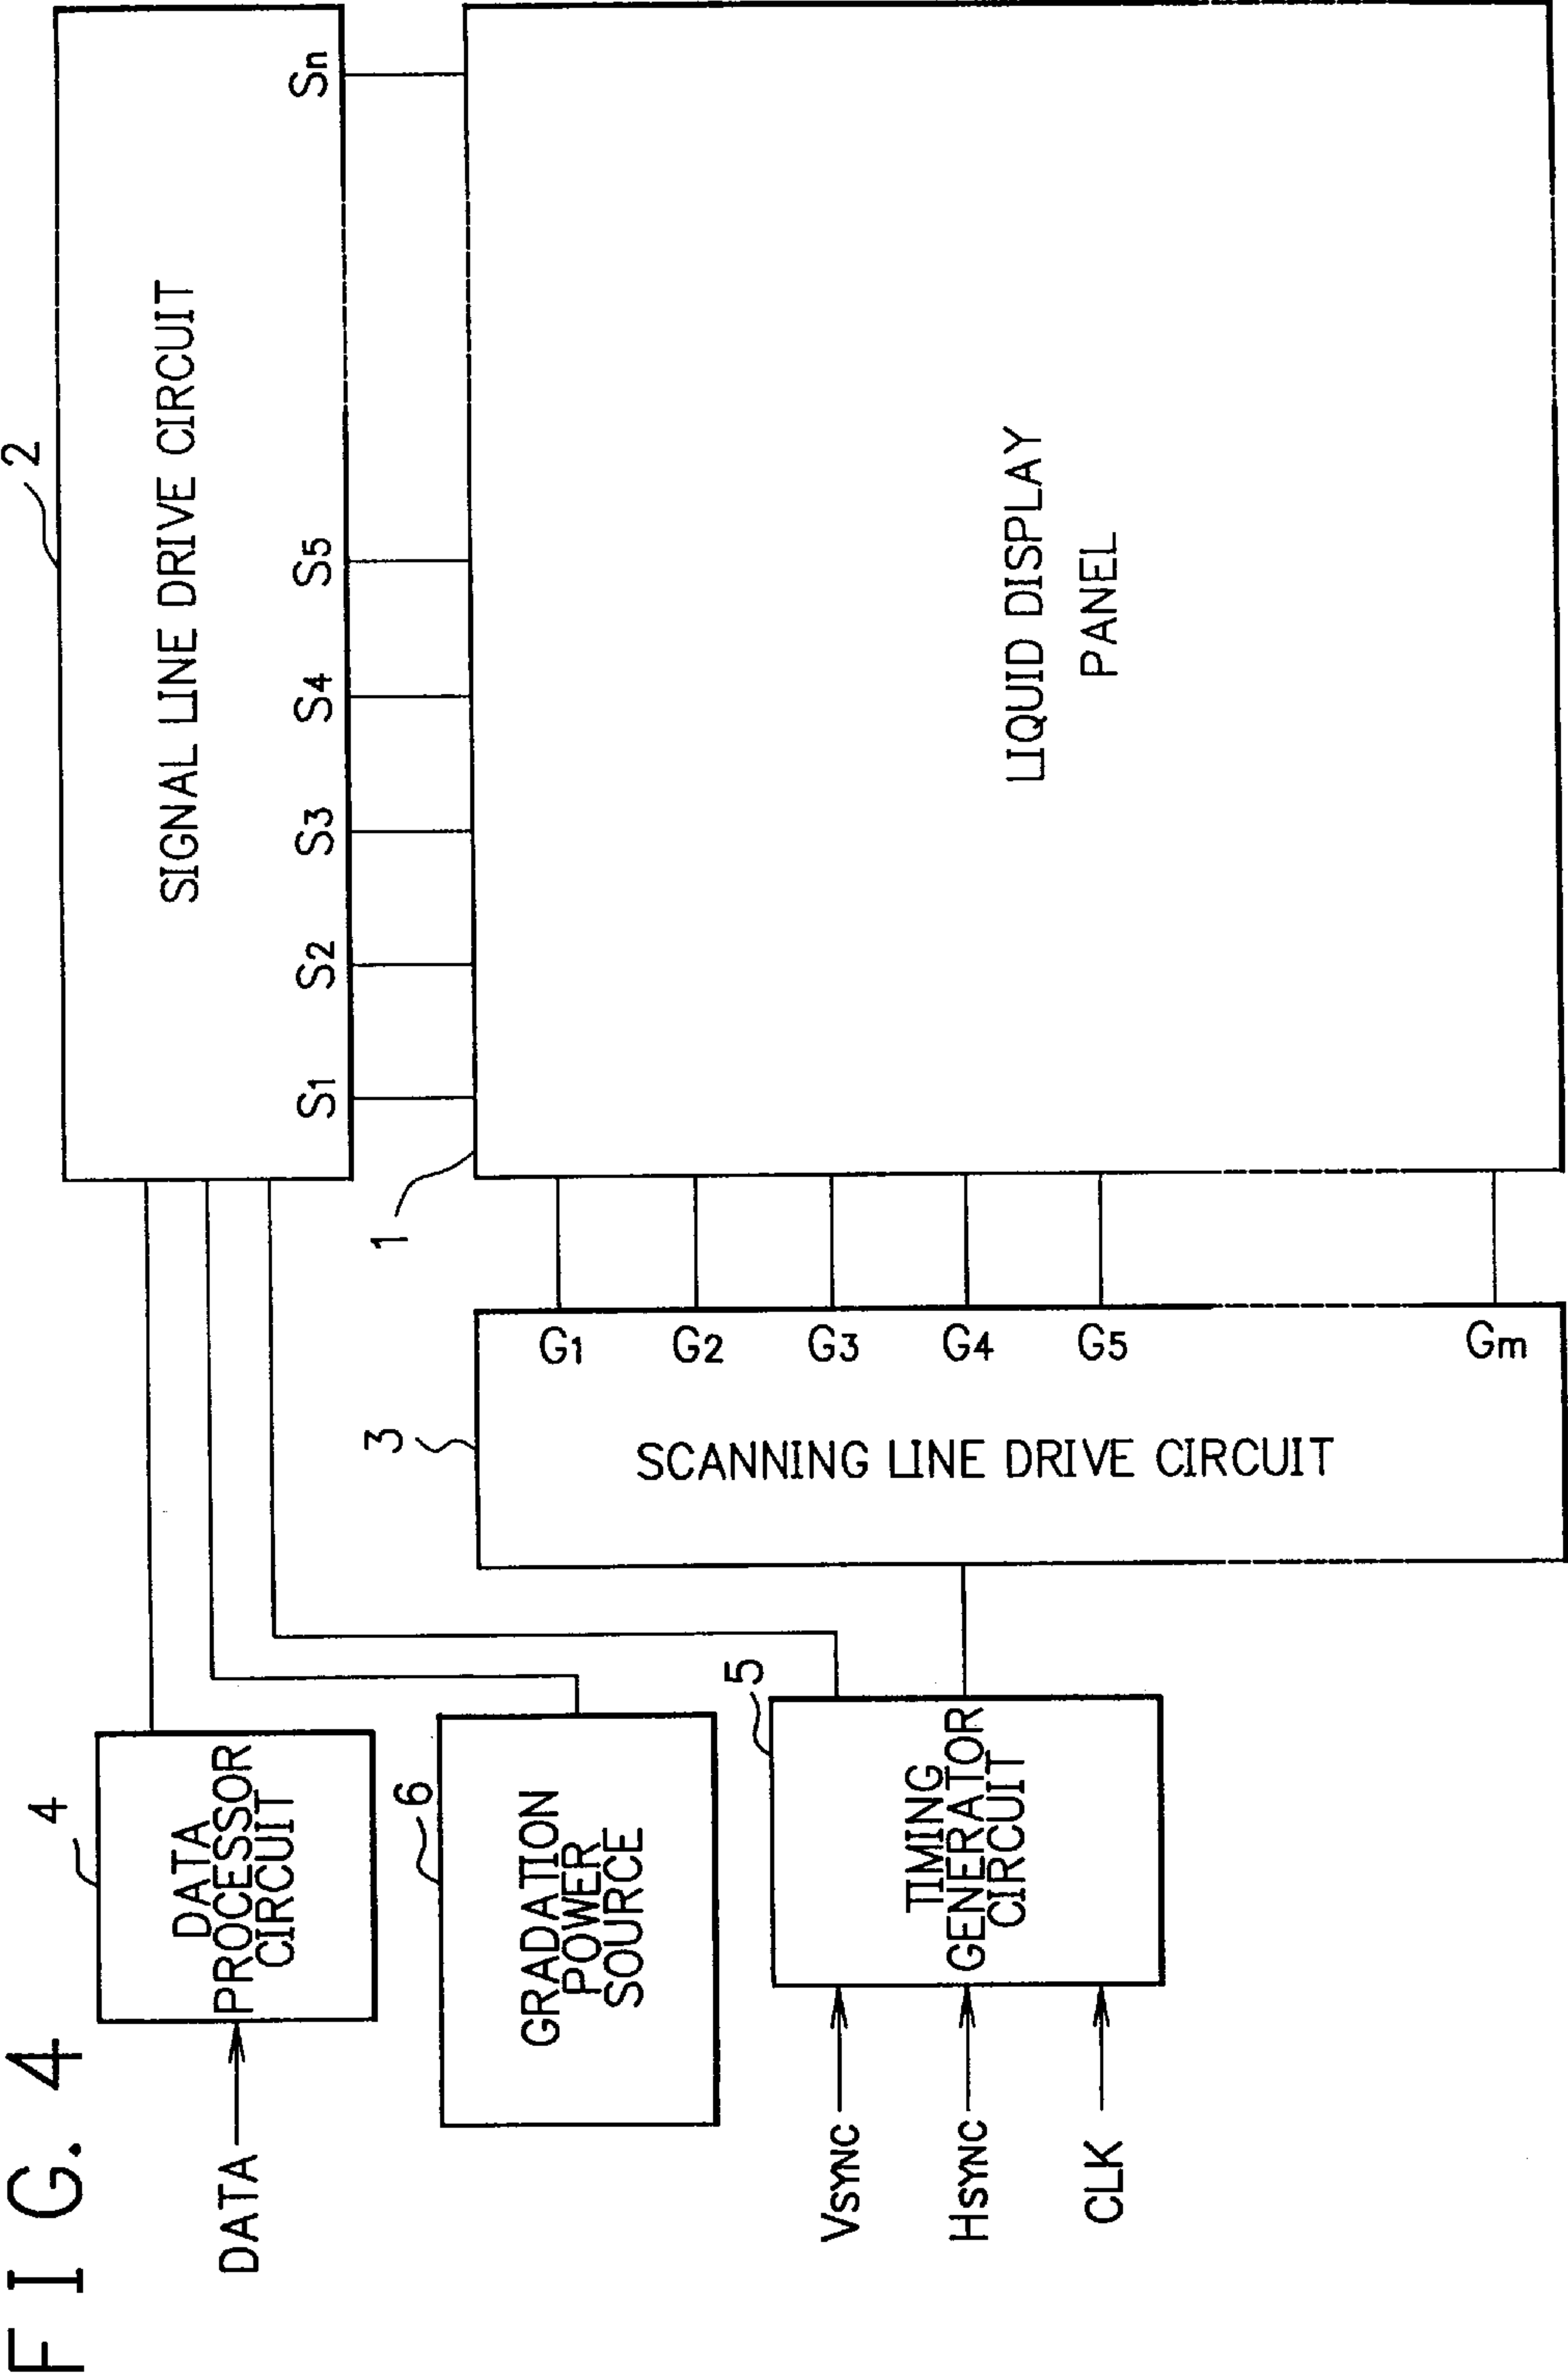 FIG. 4
2
SIGNAL LINE DRIVE CIRCUIT
S1 S2 S3 S4 S5 Sn
1
LIQUID DISPLAY
PANEL
3
SCANNING LINE DRIVE CIRCUIT
G1
G2
G3
G4
G5
Gm
4
DATA
PROCESSOR
CIRCUIT
DATA
6
GRADATION
POWER
SOURCE
5
TIMING
GENERATOR
CIRCUIT
VSYNC
HSYNC
CLK